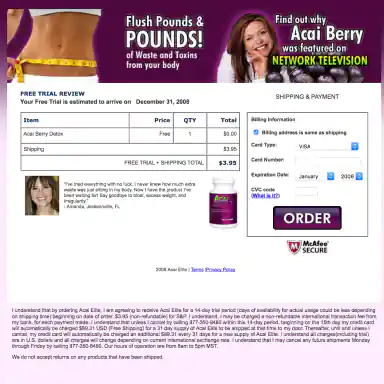 Flush Pounds &
POUNDS!
of Waste and Toxins
from your body
Find out why
Acai Berry
was featured on
NETWORK TELEVISION
FREE TRIAL REVIEW
Your Free Trial is estimated to arrive on December 31, 2008
SHIPPING & PAYMENT
Item Price QTY Total
Acai Berry Detox Free 1 $0.00
Shipping $3.95
FREE TRIAL + SHIPPING TOTAL $3.95
Billing Information
Billing address is same as shipping
Card Type: VISA
Card Number:
Expiration Date: January 2008
CVC code
(What is it?)
ORDER
"I've tried everything with no luck. I never knew how much extra
waste was just sitting in my body. Now I have the product I've
been waiting for! Say goodbye to bloat, excess weight, and
irregularity."
- Amanda, Jacksonville, FL
McAfee
SECURE
2008 Acai Elite | Terms | Privacy Policy
I understand that by ordering Acai Elite, I am agreeing to receive Acai Elite for a 14-day trial period (days of availability for actual usage could be less depending
on shipping time) beginning on date of order. $3.95 (non-refundable) for S&P. I understand, I may be charged a non-refundable international transaction fee from
my bank, for each payment made. I understand that unless I cancel by calling 877-350-8480 within this 14-day period, beginning on the 15th day my credit card
will automatically be charged $89.31 USD (Free Shipping) for a 31 day supply of Acai Elite to be shipped at that time to my door. Thereafter, until and unless I
cancel, my credit card will automatically be charged an additional $89.31 every 31 days for a new supply of Acai Elite. I understand all charges(including trial)
are in U.S. dollars and all charges will change depending on current international exchange rate. I understand that I may cancel any future shipments Monday
through Friday by calling 877-350-8480. Our hours of operation are from 8am to 5pm MST.
We do not accept returns on any products that have been shipped.